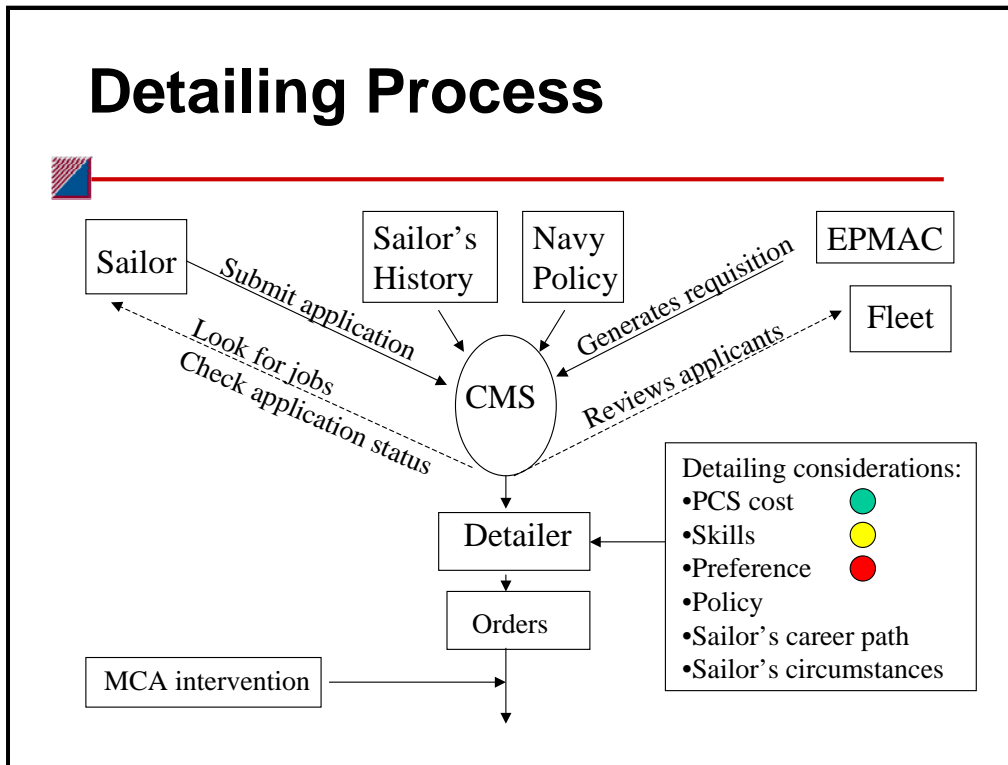 Detailing Process
Sailor
Sailor's
History
Navy
Policy
EPMAC
Fleet
Submit application
Look for jobs
Check application status
Generates requisition
Reviews applicants
CMS
Detailer
Orders
MCA intervention
Detailing considerations:
•PCS cost
•Skills
•Preference
•Policy
•Sailor's career path
•Sailor's circumstances